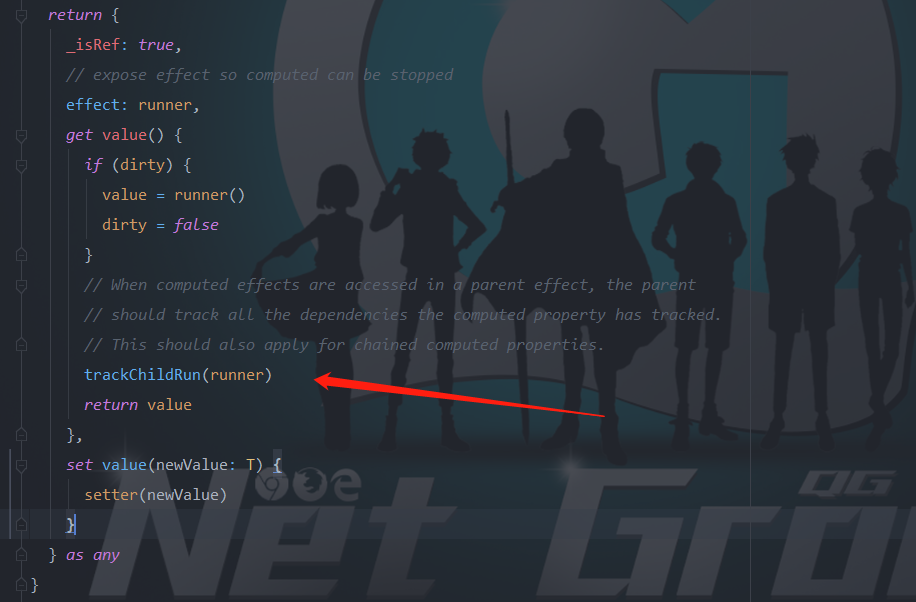 return {
_isRef: true,
// expose effect so computed can be stopped
effect: runner,
get value() {
if (dirty) {
value = runner()
dirty = false
}
// When computed effects are accessed in a parent effect, the parent
// should track all the dependencies the computed property has tracked.
// This should also apply for chained computed properties.
trackChildRun(runner)
return value
},
set value(newValue: T) {
setter(newValue)
}
} as any
}
QG
Net Gro